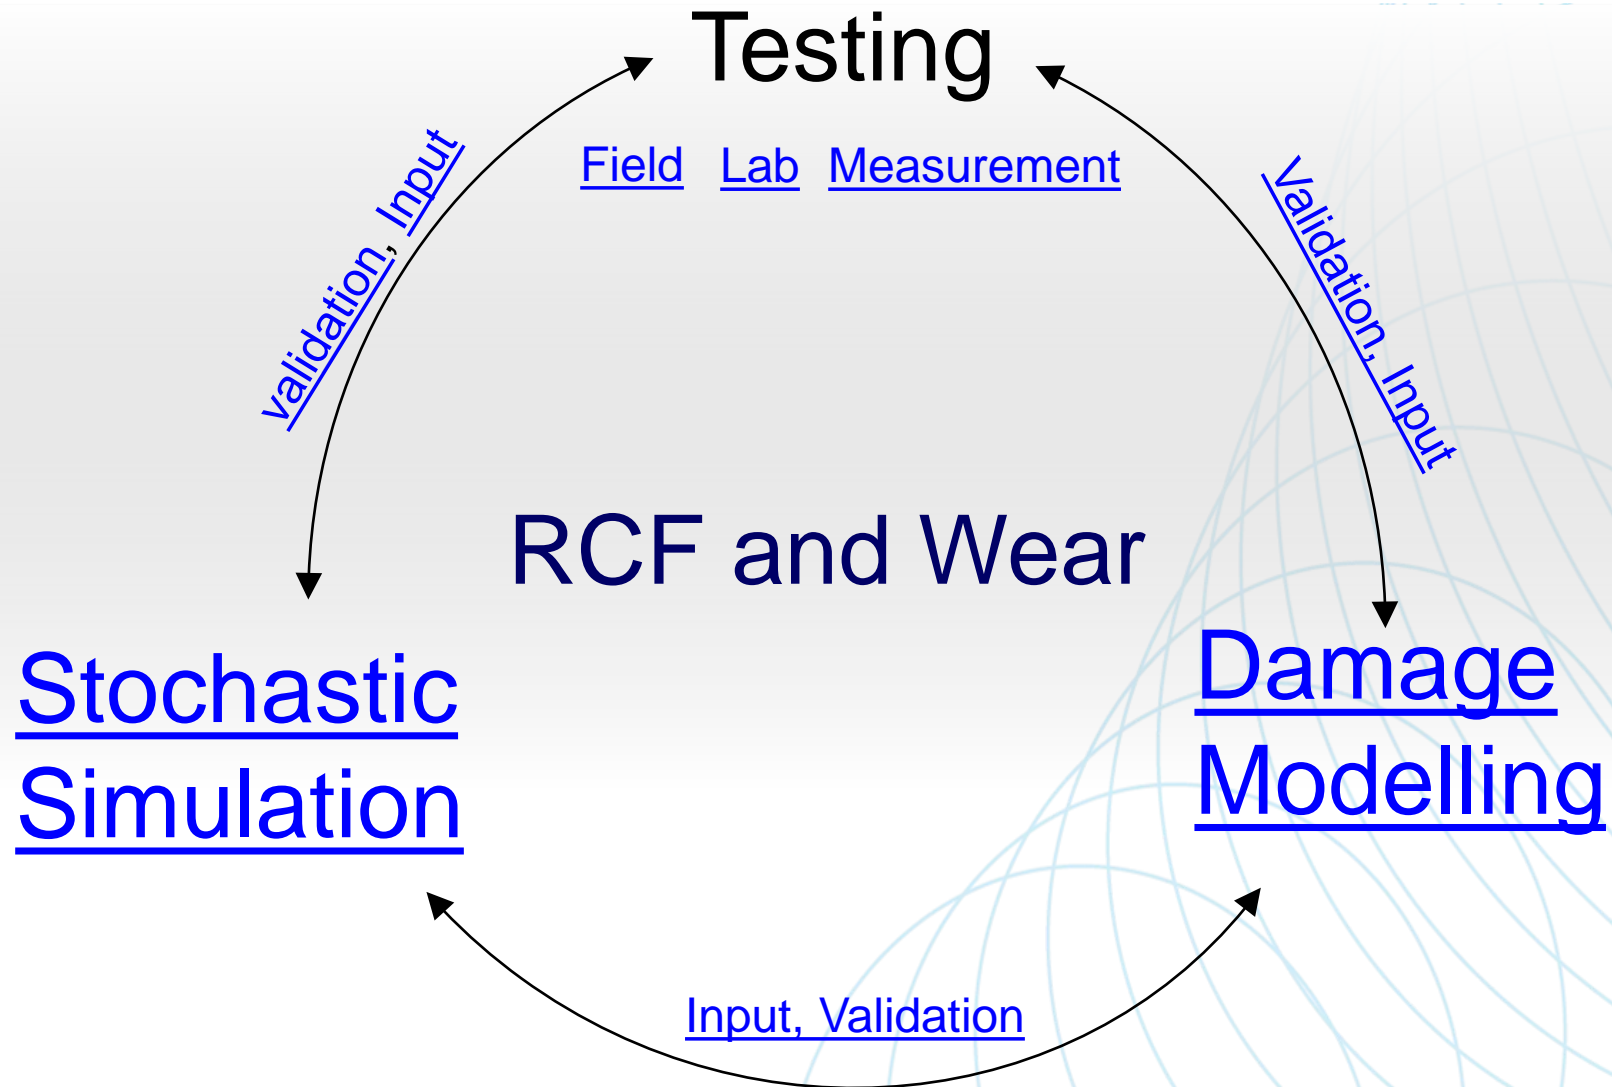 Testing
Field Lab Measurement
validation, Input
Validation, Input
RCF and Wear
Stochastic
Simulation
Damage
Modelling
Input, Validation